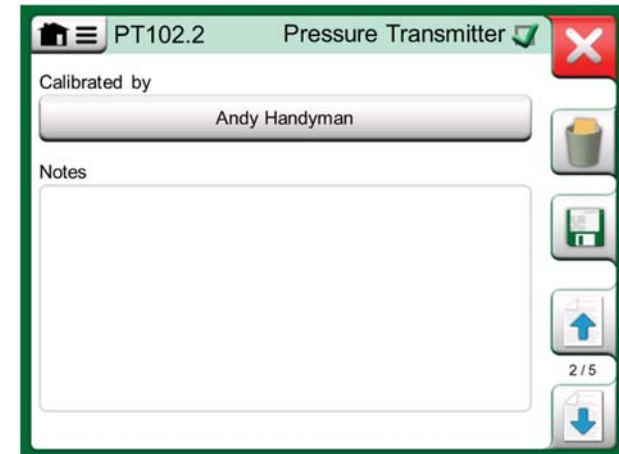 PT102.2 Pressure Transmitter
Calibrated by
Andy Handyman
Notes
2/5